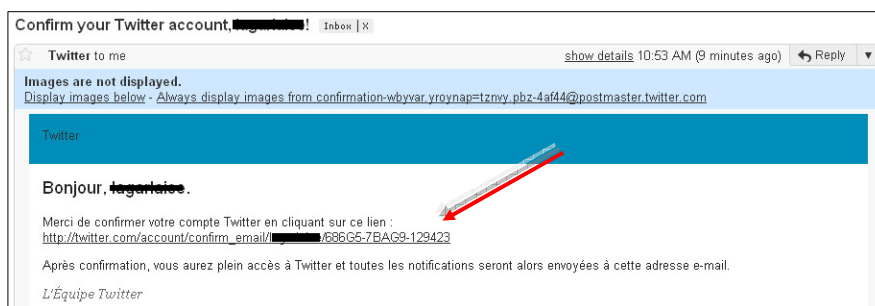 Confirm your Twitter account, ! Inbox | X
Twitter to me show details 10:53 AM (9 minutes ago) Reply
Images are not displayed.
Display images below - Always display images from confirmation-wbyvar.yroynap=tznvy.pbz-4af44@postmaster.twitter.com
Twitter
Bonjour, .
Merci de confirmer votre compte Twitter en cliquant sur ce lien :
http://twitter.com/account/confirm_email/ /686G5-7BAG9-129423
Après confirmation, vous aurez plein accès à Twitter et toutes les notifications seront alors envoyées à cette adresse e-mail.
L'Équipe Twitter